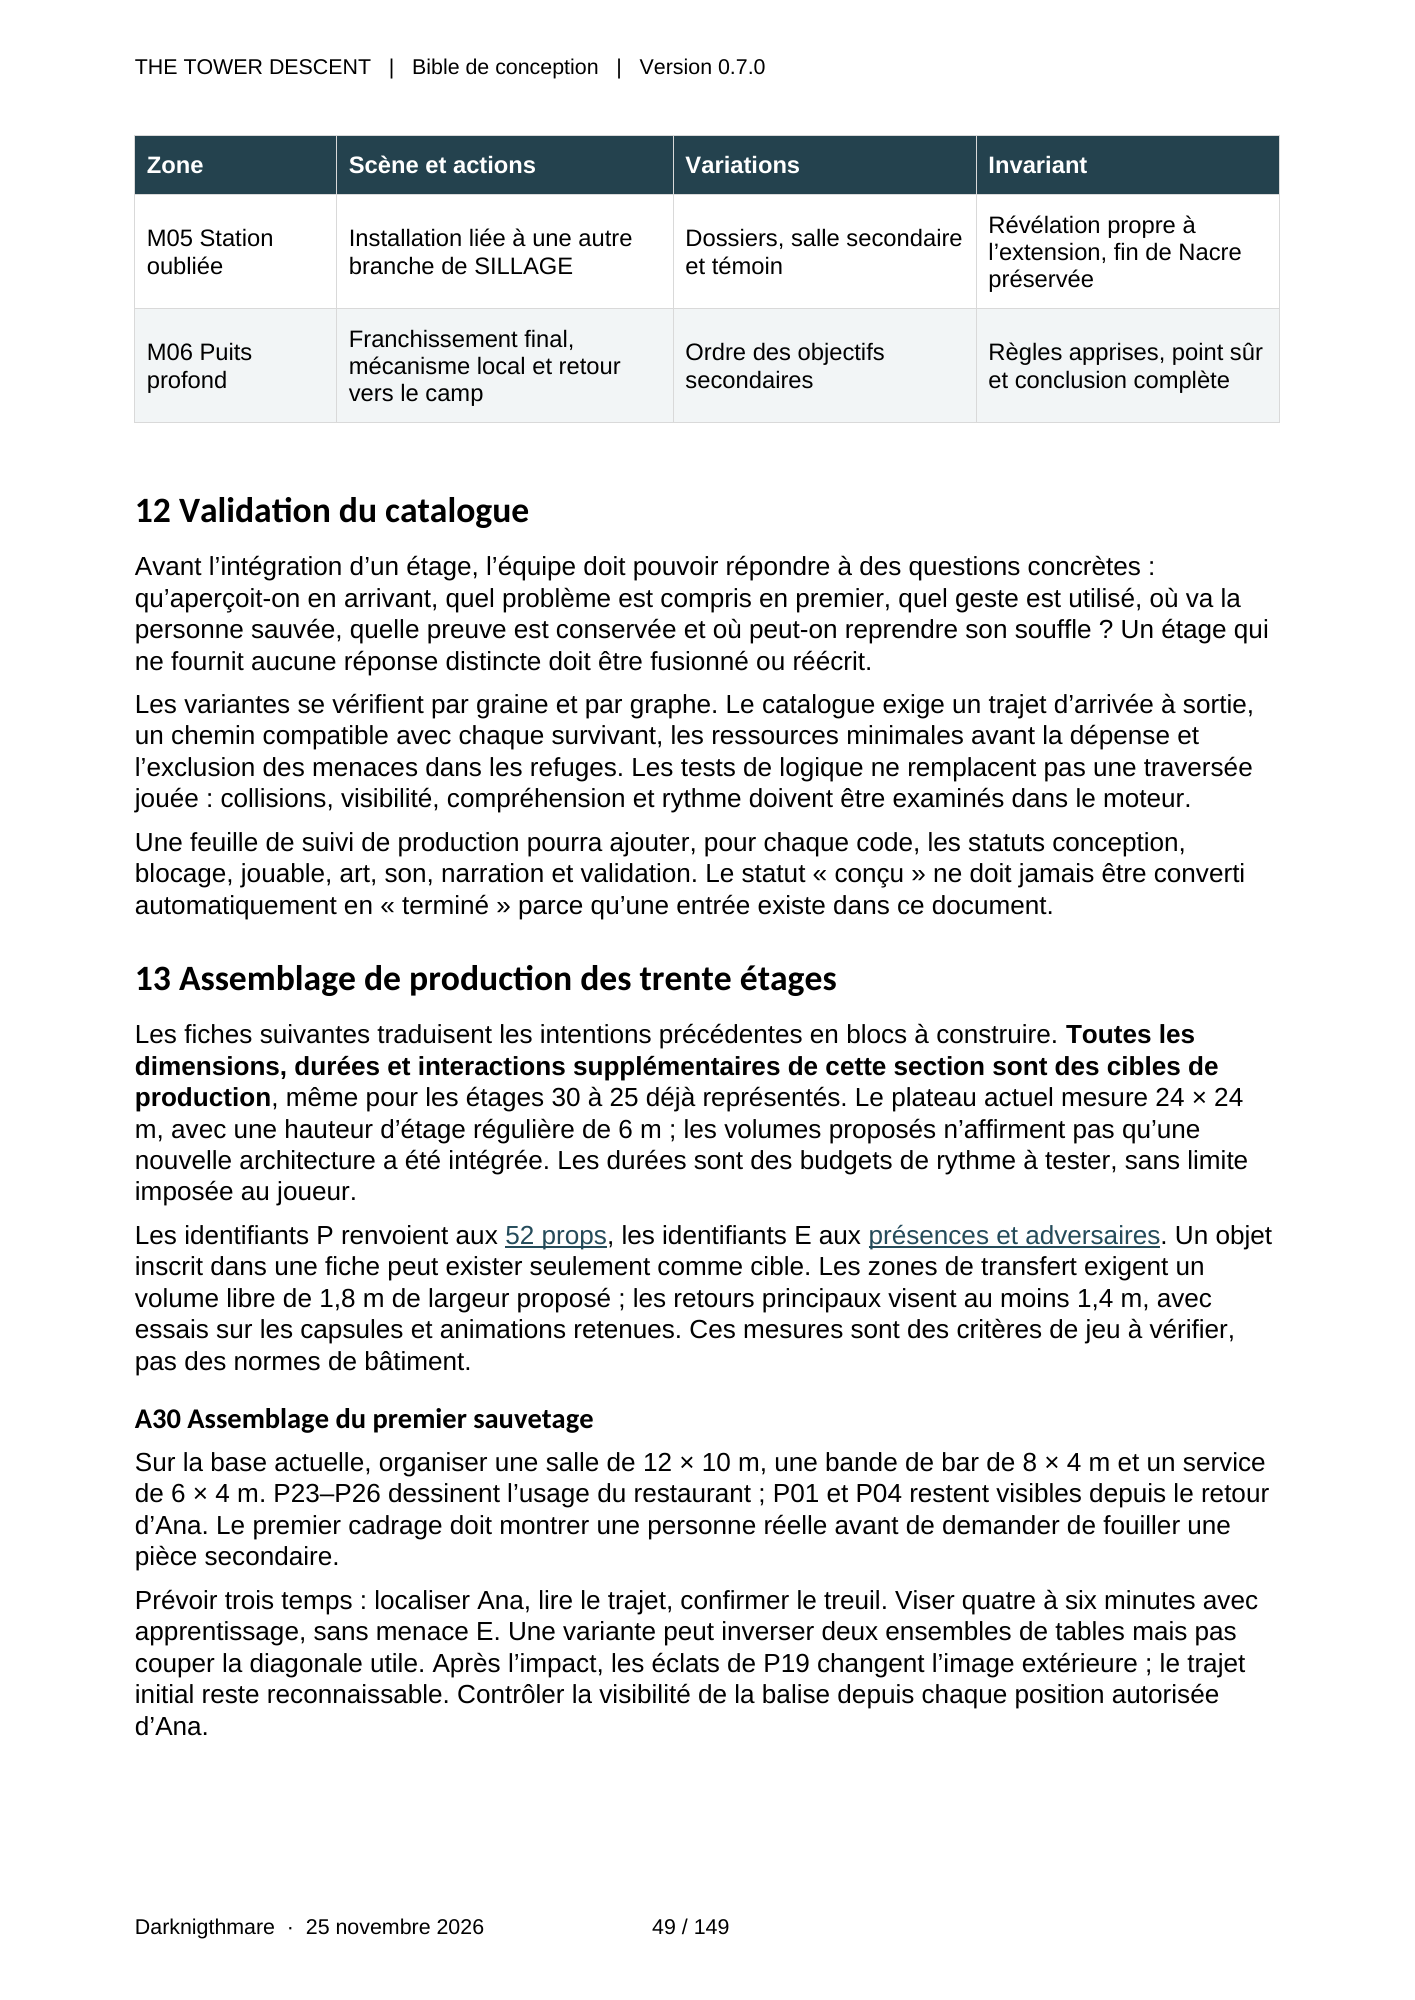 THE TOWER DESCENT | Bible de conception | Version 0.7.0
Zone
Scène et actions
Variations
Invariant
M05 Station
oubliée
Installation liée à une autre
branche de SILLAGE
Dossiers, salle secondaire
et témoin
Révélation propre à
l’extension, fin de Nacre
préservée
M06 Puits
profond
Franchissement final,
mécanisme local et retour
vers le camp
Ordre des objectifs
secondaires
Règles apprises, point sûr
et conclusion complète
12 Validation du catalogue
Avant l’intégration d’un étage, l’équipe doit pouvoir répondre à des questions concrètes :
qu’aperçoit-on en arrivant, quel problème est compris en premier, quel geste est utilisé, où va la
personne sauvée, quelle preuve est conservée et où peut-on reprendre son souffle ? Un étage qui
ne fournit aucune réponse distincte doit être fusionné ou réécrit.
Les variantes se vérifient par graine et par graphe. Le catalogue exige un trajet d’arrivée à sortie,
un chemin compatible avec chaque survivant, les ressources minimales avant la dépense et
l’exclusion des menaces dans les refuges. Les tests de logique ne remplacent pas une traversée
jouée : collisions, visibilité, compréhension et rythme doivent être examinés dans le moteur.
Une feuille de suivi de production pourra ajouter, pour chaque code, les statuts conception,
blocage, jouable, art, son, narration et validation. Le statut « conçu » ne doit jamais être converti
automatiquement en « terminé » parce qu’une entrée existe dans ce document.
13 Assemblage de production des trente étages
Les fiches suivantes traduisent les intentions précédentes en blocs à construire. Toutes les
dimensions, durées et interactions supplémentaires de cette section sont des cibles de
production, même pour les étages 30 à 25 déjà représentés. Le plateau actuel mesure 24 × 24
m, avec une hauteur d’étage régulière de 6 m ; les volumes proposés n’affirment pas qu’une
nouvelle architecture a été intégrée. Les durées sont des budgets de rythme à tester, sans limite
imposée au joueur.
Les identifiants P renvoient aux 52 props, les identifiants E aux présences et adversaires. Un objet
inscrit dans une fiche peut exister seulement comme cible. Les zones de transfert exigent un
volume libre de 1,8 m de largeur proposé ; les retours principaux visent au moins 1,4 m, avec
essais sur les capsules et animations retenues. Ces mesures sont des critères de jeu à vérifier,
pas des normes de bâtiment.
A30 Assemblage du premier sauvetage
Sur la base actuelle, organiser une salle de 12 × 10 m, une bande de bar de 8 × 4 m et un service
de 6 × 4 m. P23–P26 dessinent l’usage du restaurant ; P01 et P04 restent visibles depuis le retour
d’Ana. Le premier cadrage doit montrer une personne réelle avant de demander de fouiller une
pièce secondaire.
Prévoir trois temps : localiser Ana, lire le trajet, confirmer le treuil. Viser quatre à six minutes avec
apprentissage, sans menace E. Une variante peut inverser deux ensembles de tables mais pas
couper la diagonale utile. Après l’impact, les éclats de P19 changent l’image extérieure ; le trajet
initial reste reconnaissable. Contrôler la visibilité de la balise depuis chaque position autorisée
d’Ana.
Darknigthmare · 25 novembre 2026
49 / 149